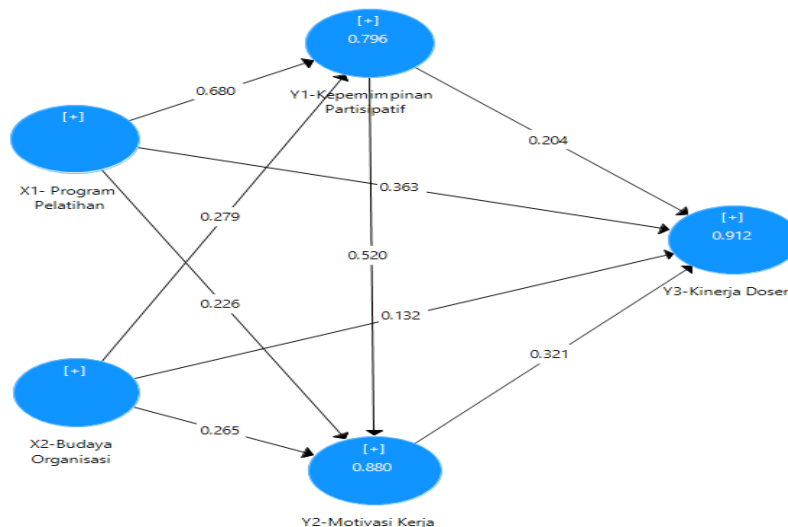 [+]
0.796
Y1-Kepemimpinan
Partisipatif
0.680
0.204
[+]
X1- Program
Pelatihan
0.363
0.279
[+]
0.912
Y3-Kinerja Dosen
0.520
0.226
0.132
0.321
[+]
X2-Budaya
Organisasi
0.265
[+]
0.880
Y2-Motivasi Kerja